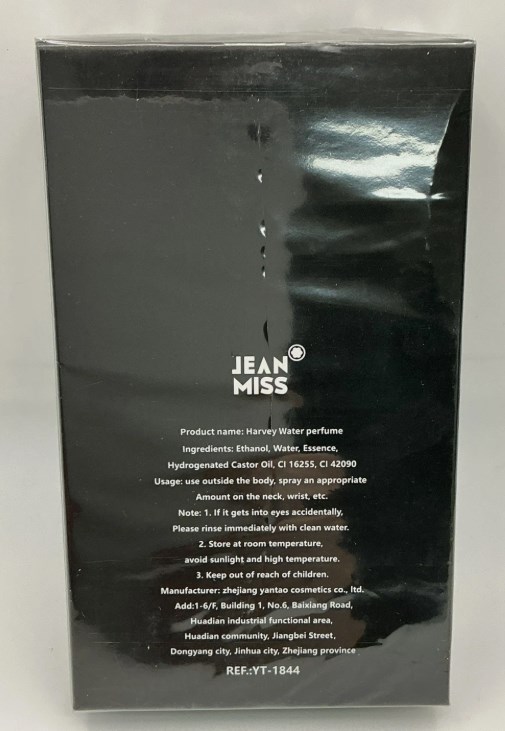 JEAN
MISS
Product name: Harvey Water perfume
Ingredients: Ethanol, Water, Essence,
Hydrogenated Castor Oil, CI 16255, CI 42090
Usage: use outside the body, spray an appropriate
Amount on the neck, wrist, etc.
Note: 1. If it gets into eyes accidentally,
Please rinse immediately with clean water.
2. Store at room temperature,
avoid sunlight and high temperature.
3. Keep out of reach of children.
Manufacturer: zhejiang yantao cosmetics co., ltd.
Add:1-6/F, Building 1, No.6, Baixiang Road,
Huadian industrial functional area,
Huadian community, Jiangbei Street,
Dongyang city, Jinhua city, Zhejiang province
REF.:YT-1844